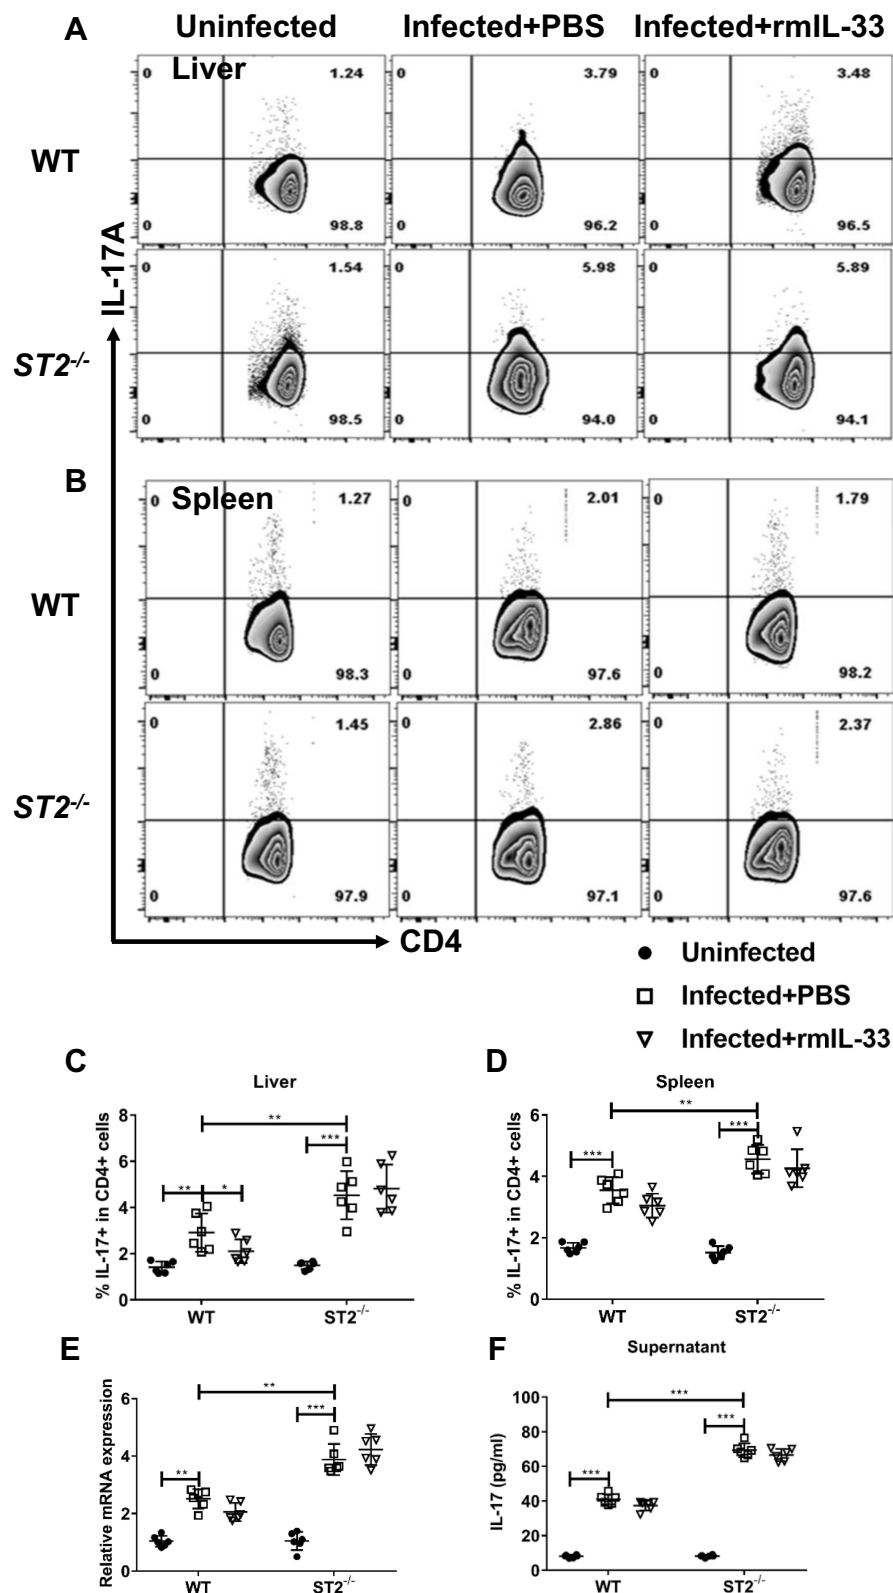 A
Uninfected Infected+PBS Infected+rmIL-33
Liver
0 1.24 0 3.79 0 3.48
WT
0 98.8 0 96.2 0 96.5
IL-17A
0 1.54 0 5.98 0 5.89
ST2-/-
0 98.5 0 94.0 0 94.1
B
Spleen
0 1.27 0 2.01 0 1.79
WT
0 98.3 0 97.6 0 98.2
0 1.45 0 2.86 0 2.37
ST2-/-
0 97.9 0 97.1 0 97.6
CD4
Uninfected
Infected+PBS
Infected+rmIL-33
C
Liver
% IL-17+ in CD4+ cells
8
6
4
2
0
**
***
** *
WT ST2-/-
D
Spleen
% IL-17+ in CD4+ cells
6
4
2
0
**
***
***
WT ST2-/-
E
Relative mRNA expression
6
4
2
0
**
***
**
WT ST2-/-
F
Supernatant
IL-17 (pg/ml)
100
80
60
40
20
0
***
***
***
WT ST2-/-